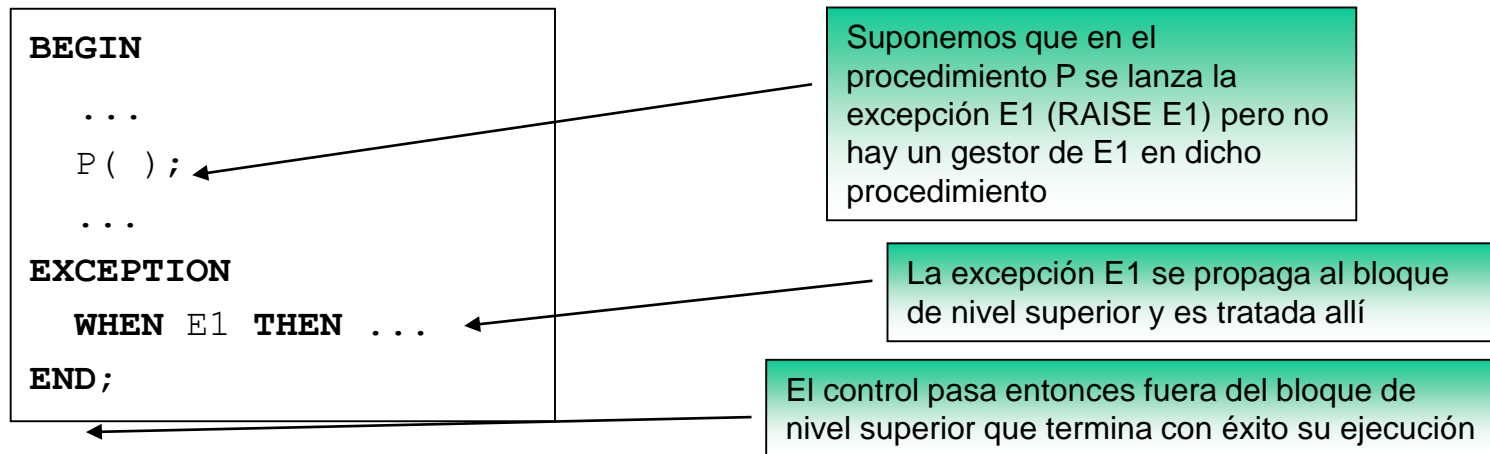 BEGIN
...
P( );
...
EXCEPTION
WHEN E1 THEN ...
END;
Suponemos que en el
procedimiento P se lanza la
excepción E1 (RAISE E1) pero no
hay un gestor de E1 en dicho
procedimiento
La excepción E1 se propaga al bloque
de nivel superior y es tratada allí
El control pasa entonces fuera del bloque de
nivel superior que termina con éxito su ejecución